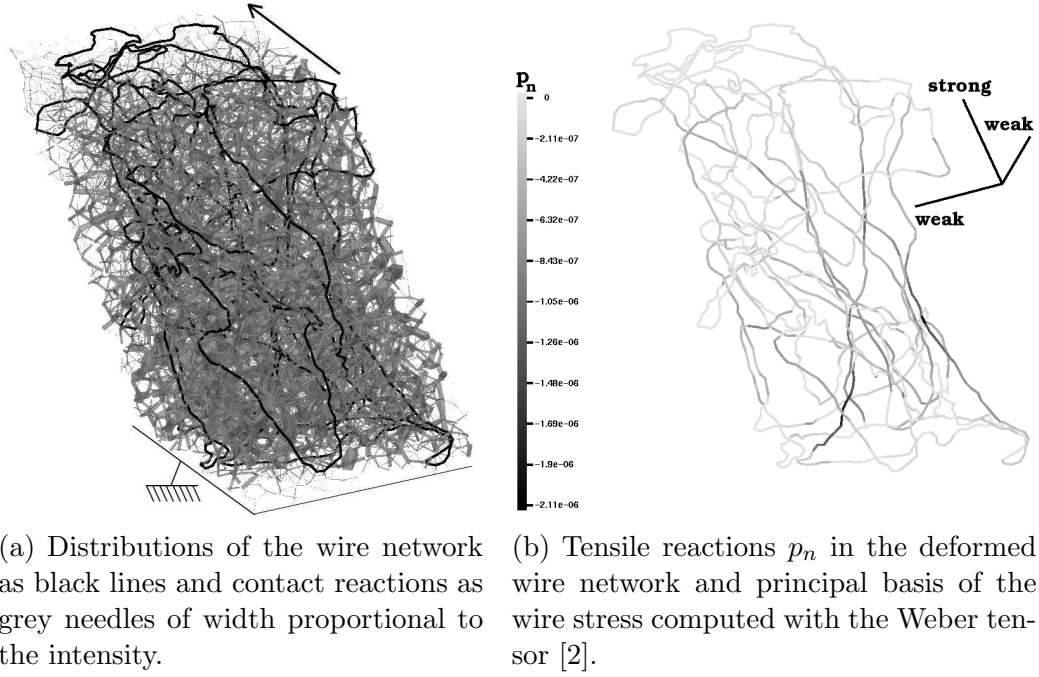 p_n
0
-2.11e-07
-4.22e-07
-6.32e-07
-8.43e-07
-1.05e-06
-1.26e-06
-1.48e-06
-1.69e-06
-1.9e-06
-2.11e-06
strong
weak
weak
(a) Distributions of the wire network
as black lines and contact reactions as
grey needles of width proportional to
the intensity.
(b) Tensile reactions p_n in the deformed
wire network and principal basis of the
wire stress computed with the Weber ten-
sor [2].